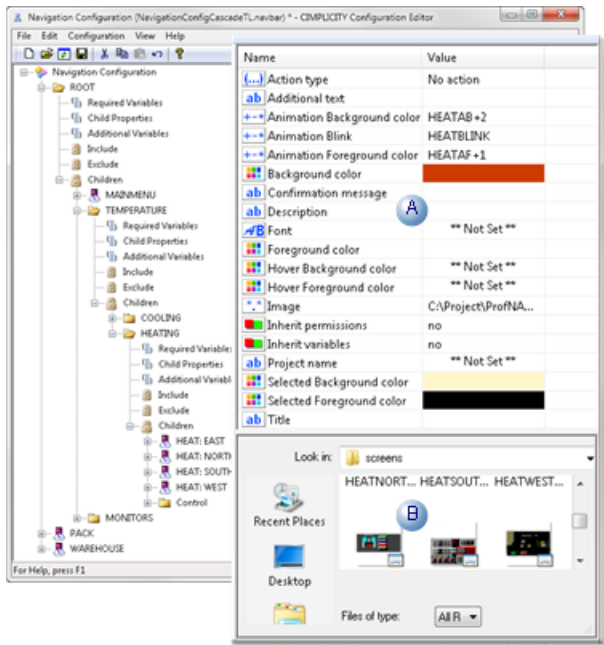 Navigation Configuration (NavigationConfigCascadeTL.navbar) * - CIMPLICITY Configuration Editor
File Edit Configuration View Help
Navigation Configuration
ROOT
Required Variables
Child Properties
Additional Variables
Include
Exclude
Children
MAINMENU
TEMPERATURE
Required Variables
Child Properties
Additional Variables
Include
Exclude
Children
COOLING
HEATING
Required Variable
Child Properties
Additional Variabl
Include
Exclude
Children
HEAT: EAST
HEAT: NORTH
HEAT: SOUTH
HEAT: WEST
Control
MONITORS
PACK
WAREHOUSE
For Help, press F1
Name Value
(...) Action type No action
ab Additional text
+-* Animation Background color HEATAB+2
+-* Animation Blink HEATBLINK
+-* Animation Foreground color HEATAF+1
Background color
ab Confirmation message
ab Description
A
AB Font ** Not Set **
Foreground color
Hover Background color ** Not Set **
Hover Foreground color ** Not Set **
*.* Image C:\Project\ProfNA...
Inherit permissions no
Inherit variables no
ab Project name ** Not Set **
Selected Background color
Selected Foreground color
ab Title
Look in: screens
HEATNORT... HEATSOUT... HEATWEST...
B
Recent Places
Desktop
Files of type: All R